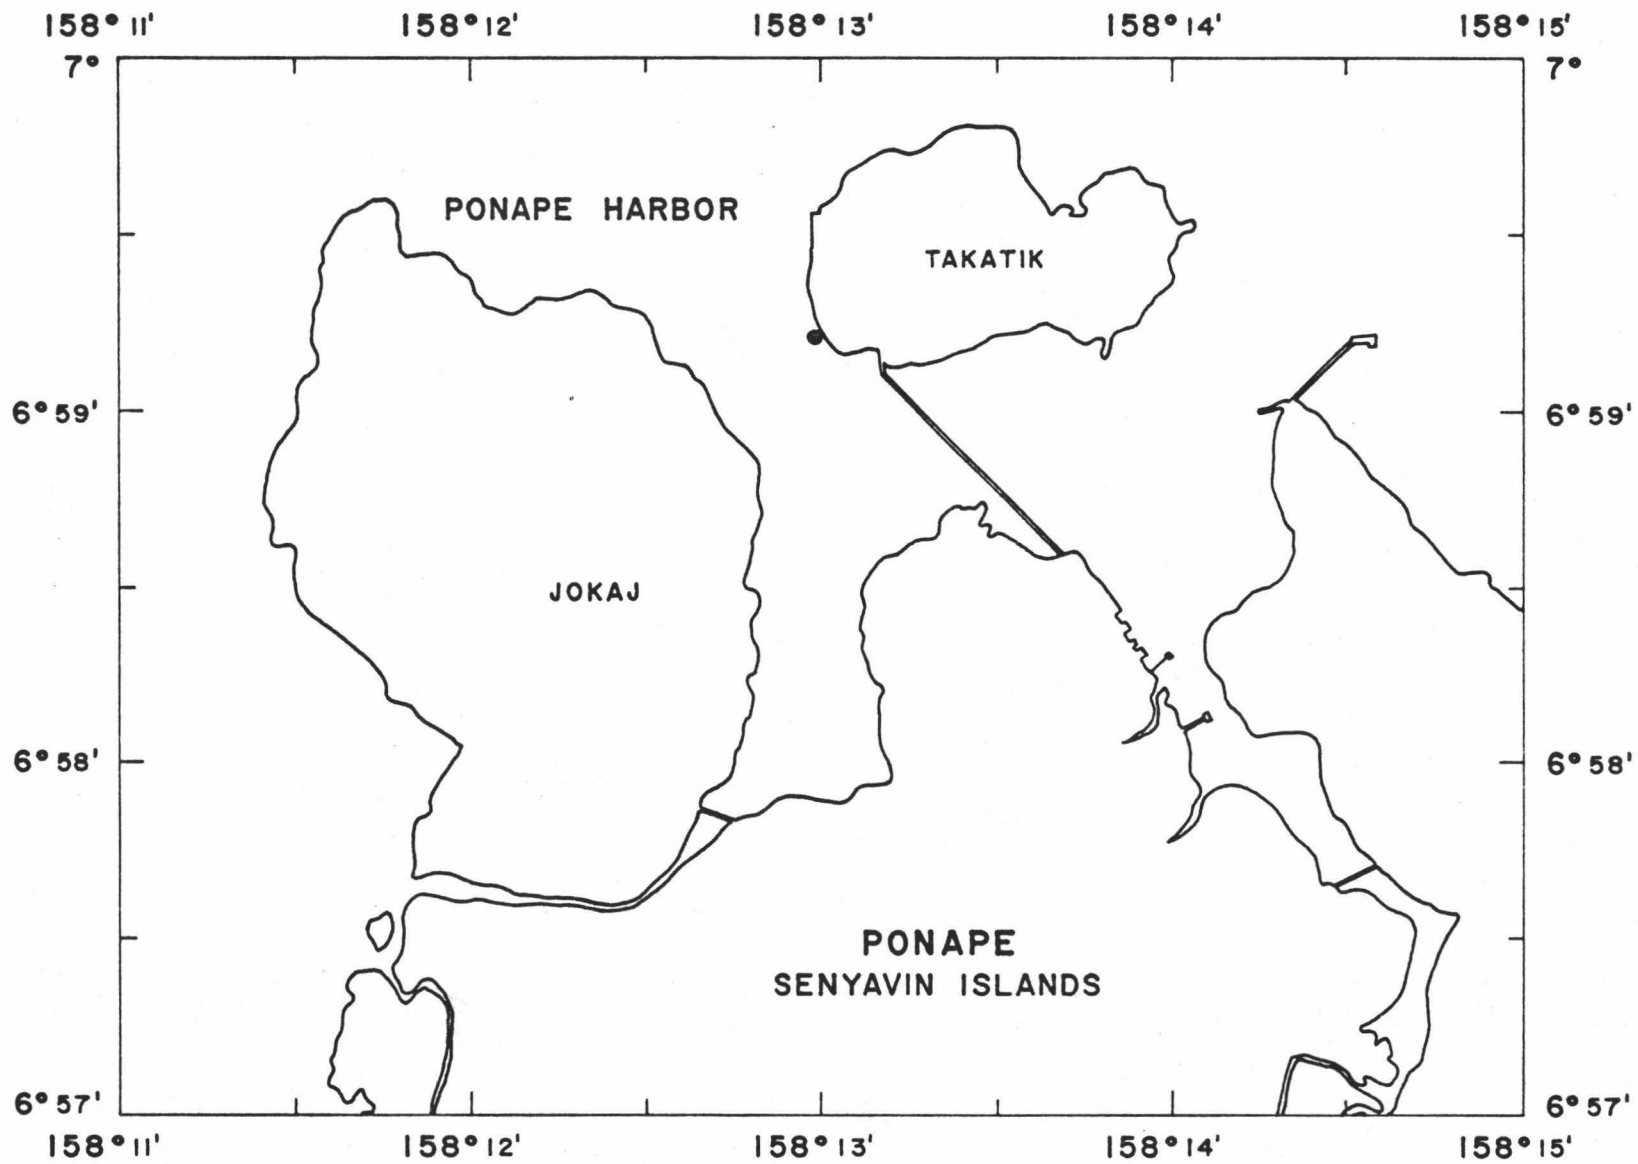 158° 11' 158° 12' 158° 13' 158° 14' 158° 15'
7° 7°
PONAPE HARBOR
TAKATIK
6° 59' 6° 59'
JOKAJ
6° 58' 6° 58'
PONAPE
SENYAVIN ISLANDS
6° 57' 6° 57'
158° 11' 158° 12' 158° 13' 158° 14' 158° 15'